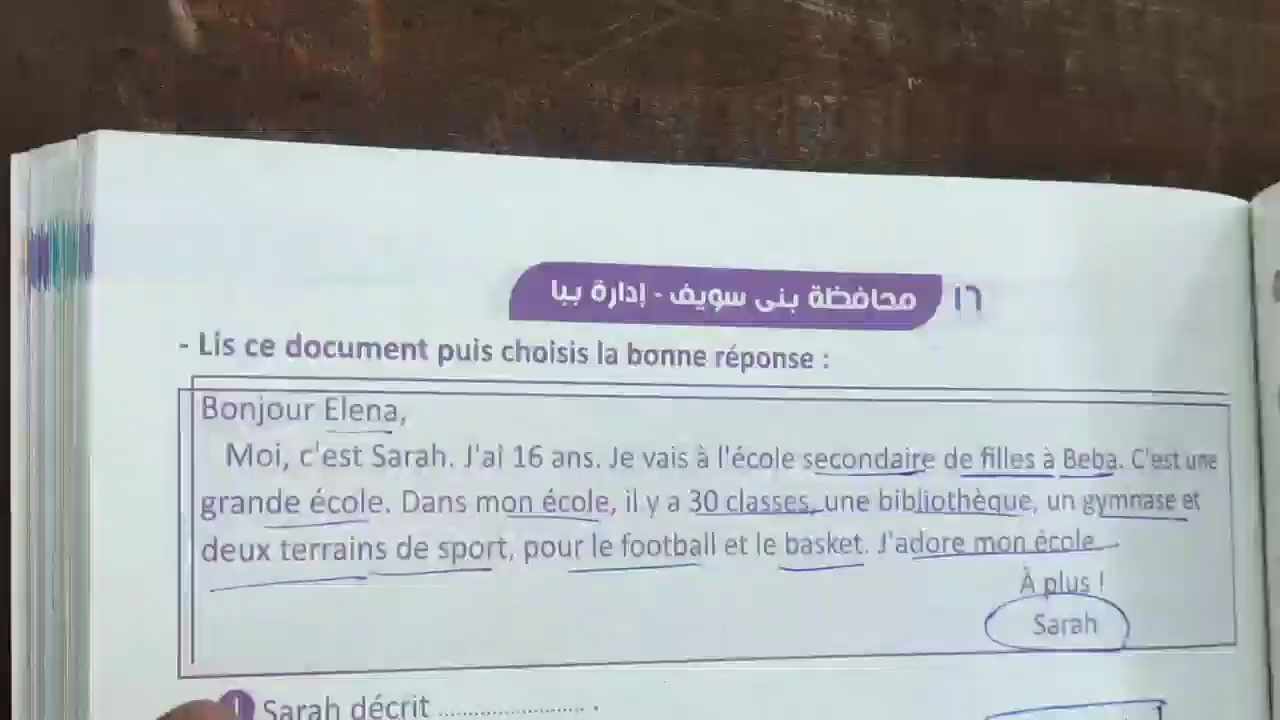 ١٦ محافظة بنى سويف - إدارة ببا
- Lis ce document puis choisis la bonne réponse :
Bonjour Elena,
Moi, c'est Sarah. J'ai 16 ans. Je vais à l'école secondaire de filles à Beba. C'est une
grande école. Dans mon école, il y a 30 classes, une bibliothèque, un gymnase et
deux terrains de sport, pour le football et le basket. J'adore mon école.
À plus !
Sarah
1 Sarah décrit .......................... .